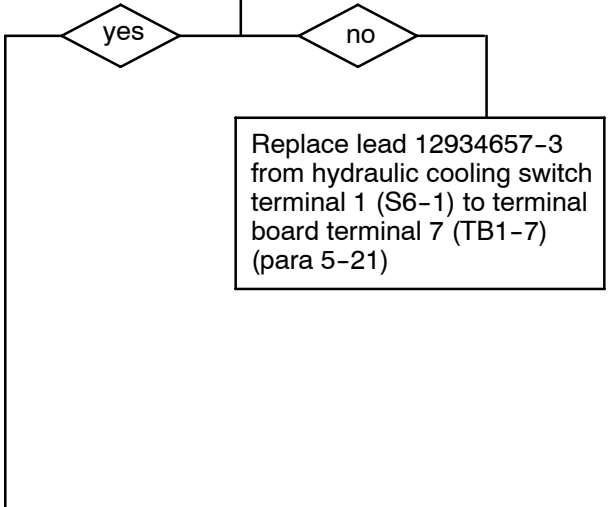 yes
no
Replace lead 12934657-3
from hydraulic cooling switch
terminal 1 (S6-1) to terminal
board terminal 7 (TB1-7)
(para 5-21)